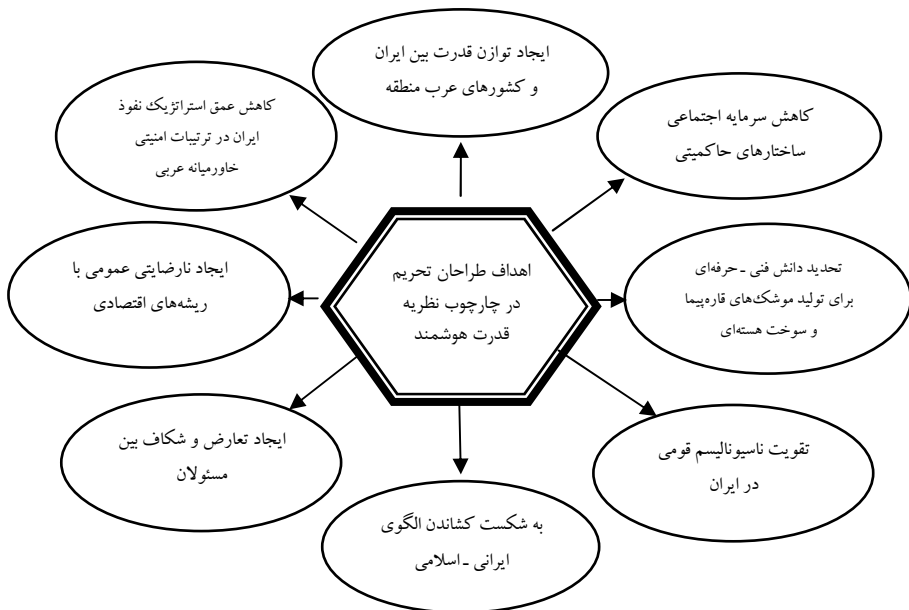 ایجاد توازن قدرت بین ایران
و کشورهای عرب منطقه
کاهش سرمایه اجتماعی
ساختارهای حاکمیتی
کاهش عمق استراتژیک نفوذ
ایران در ترتیبات امنیتی
خاورمیانه عربی
اهداف طراحان تحریم
در چارچوب نظریه
قدرت هوشمند
تحدید دانش فنی ـ حرفه‌ای
برای تولید موشک‌های قاره‌پیما
و سوخت هسته‌ای
ایجاد نارضایتی عمومی با
ریشه‌های اقتصادی
تقویت ناسیونالیسم قومی
در ایران
ایجاد تعارض و شکاف بین
مسئولان
به شکست کشاندن الگوی
ایرانی ـ اسلامی